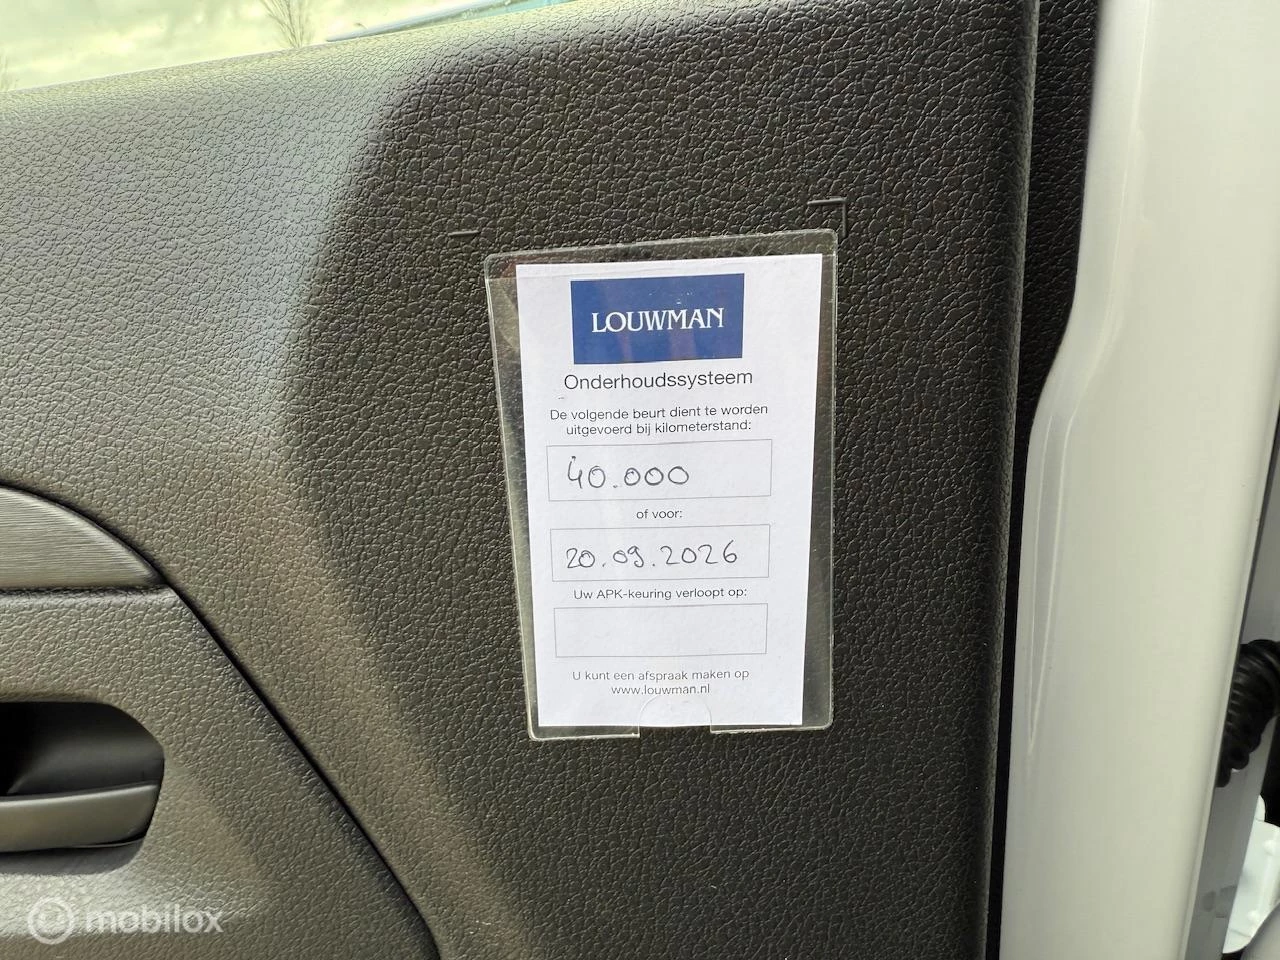 LOUWMAN
Onderhoudssysteem
De volgende beurt dient te worden
uitgevoerd bij kilometerstand:
40.000
of voor:
20.09.2026
Uw APK-keuring verloopt op:
U kunt een afspraak maken op
www.louwman.nl
mobilox